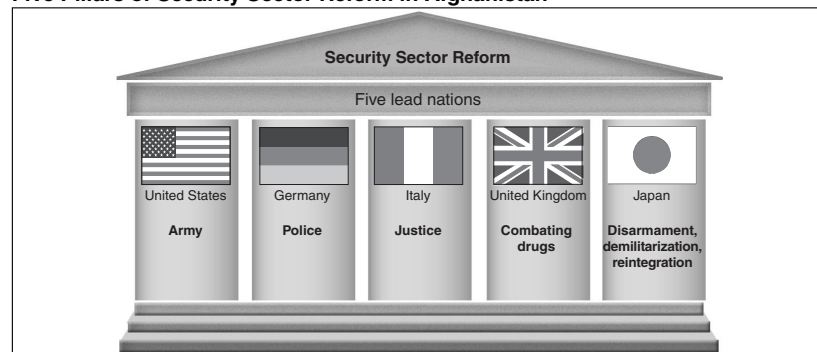 Five Pillars of Security Sector Reform in Afghanistan
Security Sector Reform
Five lead nations
United States
Army
Germany
Police
Italy
Justice
United Kingdom
Combating
drugs
Japan
Disarmament,
demilitarization,
reintegration